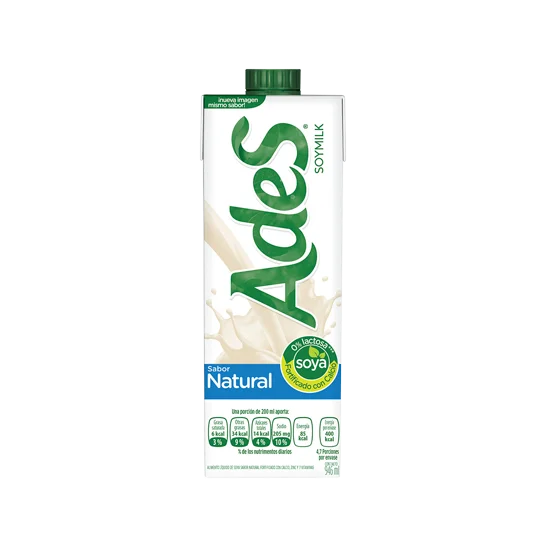 ¡nueva imagen
mismo sabor!
AdeS®
SOYMILK
0% lactosa
soya
Fortificado con Calcio
Sabor
Natural
Una porción de 200 ml aporta:
Grasa saturada
6 kcal
3 %
Otras grasas
34 kcal
9 %
Azúcares totales
14 kcal
4 %
Sodio
205 mg
10 %
Energía
85 kcal
Energía por envase
400 kcal
% de los nutrimentos diarios
4.7 Porciones
por envase
ALIMENTO LÍQUIDO DE SOYA SABOR NATURAL FORTIFICADO CON CALCIO, ZINC Y 7 VITAMINAS
CONT. NETO
946 ml